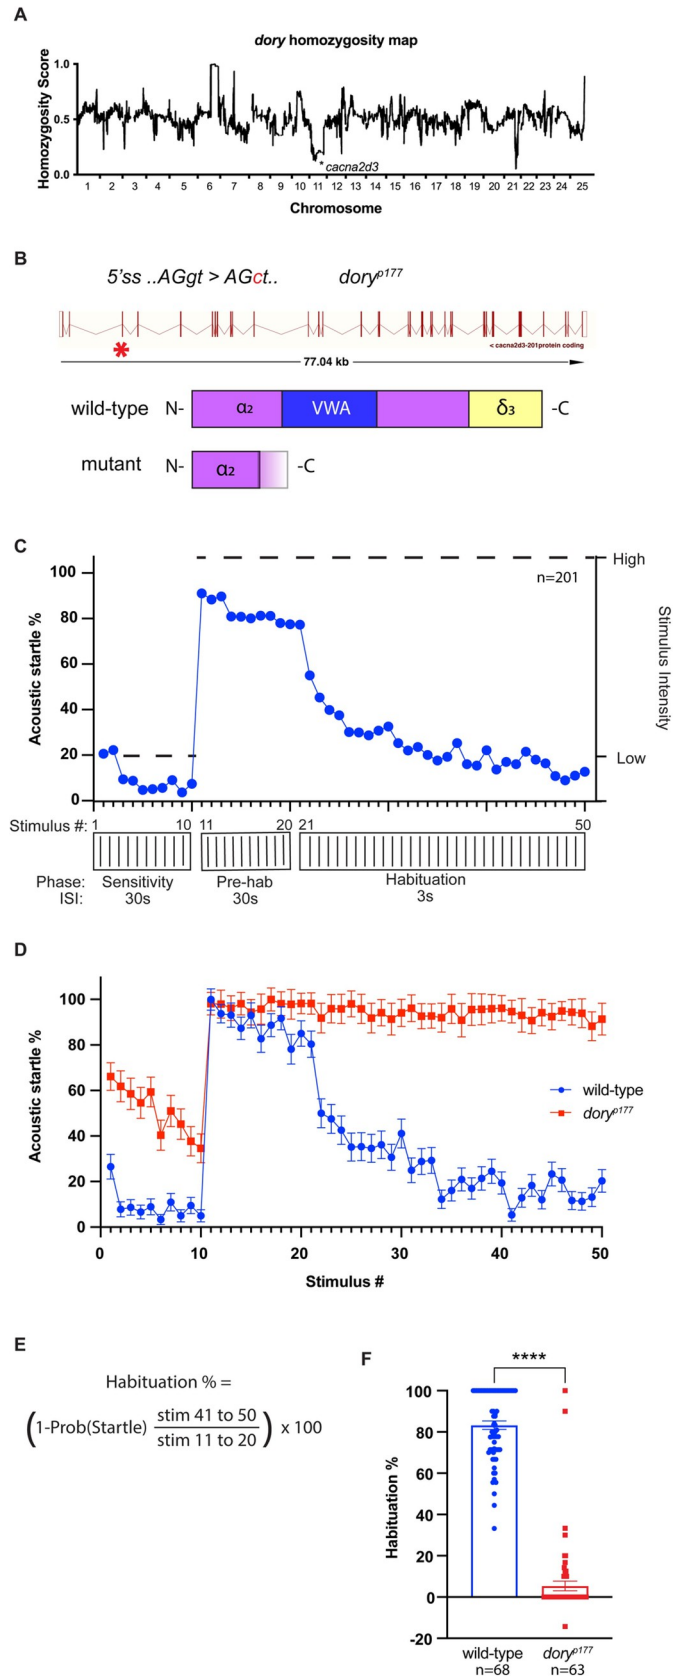 A
dory homozygosity map
Homozygosity Score
1.0
0.5
0.0
* cacna2d3
1 2 3 4 5 6 7 8 9 10 11 12 13 14 15 16 17 18 19 20 21 22 23 24 25
Chromosome
B
5'ss ..AGgt > AGct.. doryp177
< cacna2d3-201protein coding
*
77.04 kb
wild-type N- α2 VWA δ3 -C
mutant N- α2 -C
C
n=201
High
Low
Stimulus Intensity
Acoustic startle %
100
80
60
40
20
0
Stimulus #: 1 10 11 20 21 50
Phase: Sensitivity Pre-hab Habituation
ISI: 30s 30s 3s
D
Acoustic startle %
100
80
60
40
20
0
wild-type
doryp177
0 10 20 30 40 50
Stimulus #
E
Habituation % =
(1-Prob(Startle) stim 41 to 50 / stim 11 to 20) x 100
F
****
Habituation %
100
80
60
40
20
0
-20
wild-type doryp177
n=68 n=63